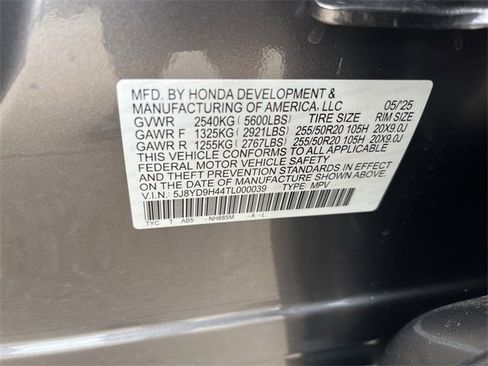 MFD. BY HONDA DEVELOPMENT &
MANUFACTURING OF AMERICA, LLC 05/'25
GVWR 2540KG (5600LBS) TIRE SIZE RIM SIZE
GAWR F 1325KG (2921LBS) 255/50R20 105H 20X9.0J
GAWR R 1255KG (2767LBS) 255/50R20 105H 20X9.0J
THIS VEHICLE CONFORMS TO ALL APPLICABLE
FEDERAL MOTOR VEHICLE SAFETY, BUMPER,
AND THEFT PREVENTION STANDARDS IN EFFECT
ON THE DATE OF MANUFACTURE SHOWN ABOVE.
V.I.N.: 5J8YD9H44TL000039 TYPE: MPV
TYC T AB5 - NH885M - A - L